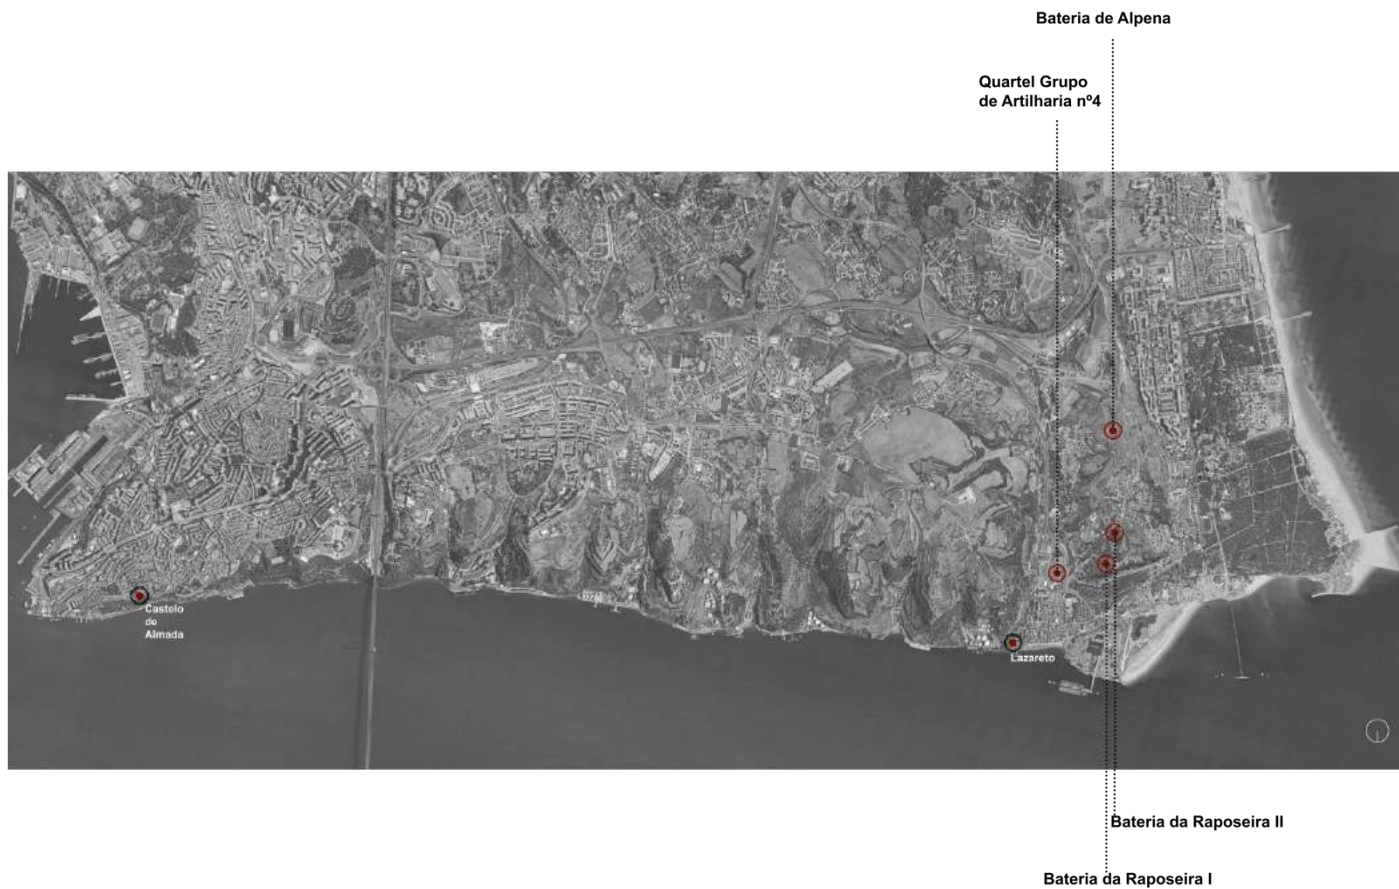 Bateria de Alpena
Quartel Grupo
de Artilharia nº4
Castelo
de
Almada
Lazareto
Bateria da Raposeira II
Bateria da Raposeira I